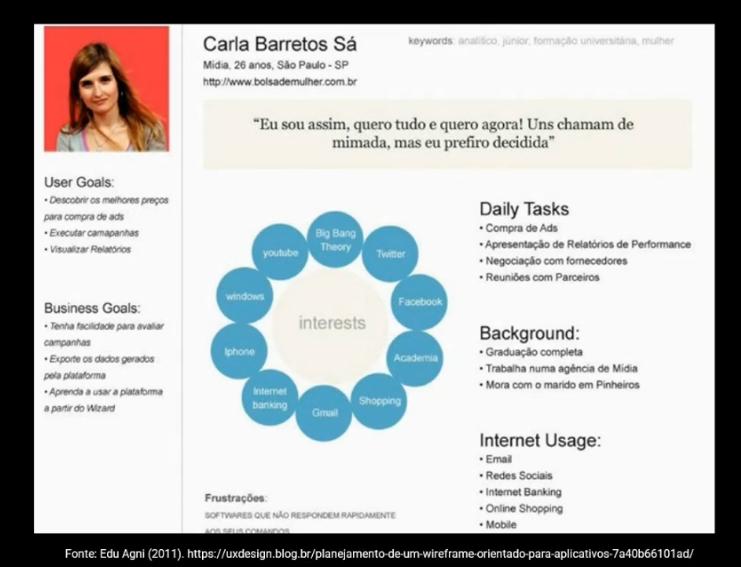 Carla Barretos Sá
keywords: analítico, júnior, formação universitária, mulher
Mídia, 26 anos, São Paulo - SP
http://www.bolsademulher.com.br
“Eu sou assim, quero tudo e quero agora! Uns chamam de
mimada, mas eu prefiro decidida”
User Goals:
• Descobrir os melhores preços
para compra de ads
• Executar camapanhas
• Visualizar Relatórios
Business Goals:
• Tenha facilidade para avaliar
campanhas
• Exporte os dados gerados
pela plataforma
• Aprenda a usar a plataforma
a partir do Wizard
interests
Big Bang
Theory
Twitter
Facebook
Academia
Shopping
Gmail
Internet
banking
Iphone
windows
youtube
Frustrações:
SOFTWARES QUE NÃO RESPONDEM RAPIDAMENTE
AOS SEUS COMANDOS
Daily Tasks
• Compra de Ads
• Apresentação de Relatórios de Performance
• Negociação com fornecedores
• Reuniões com Parceiros
Background:
• Graduação completa
• Trabalha numa agência de Mídia
• Mora com o marido em Pinheiros
Internet Usage:
• Email
• Redes Sociais
• Internet Banking
• Online Shopping
• Mobile
Fonte: Edu Agni (2011). https://uxdesign.blog.br/planejamento-de-um-wireframe-orientado-para-aplicativos-7a40b66101ad/